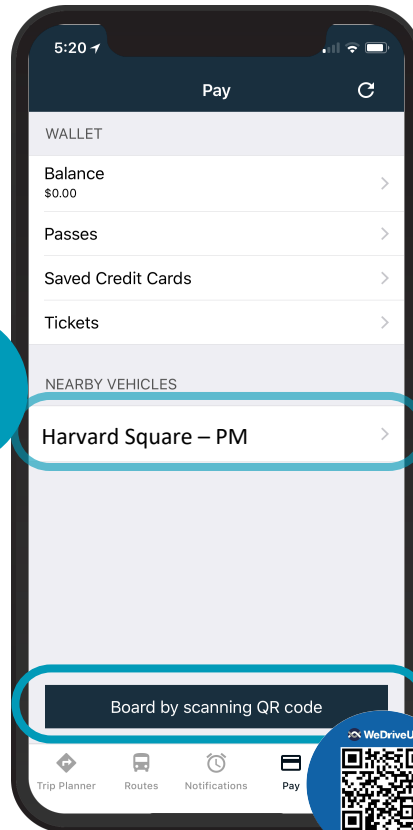 5:20
Pay
WALLET
Balance
$0.00
Passes
Saved Credit Cards
Tickets
NEARBY VEHICLES
Harvard Square – PM
Board by scanning QR code
WeDriveU
Trip Planner
Routes
Notifications
Pay